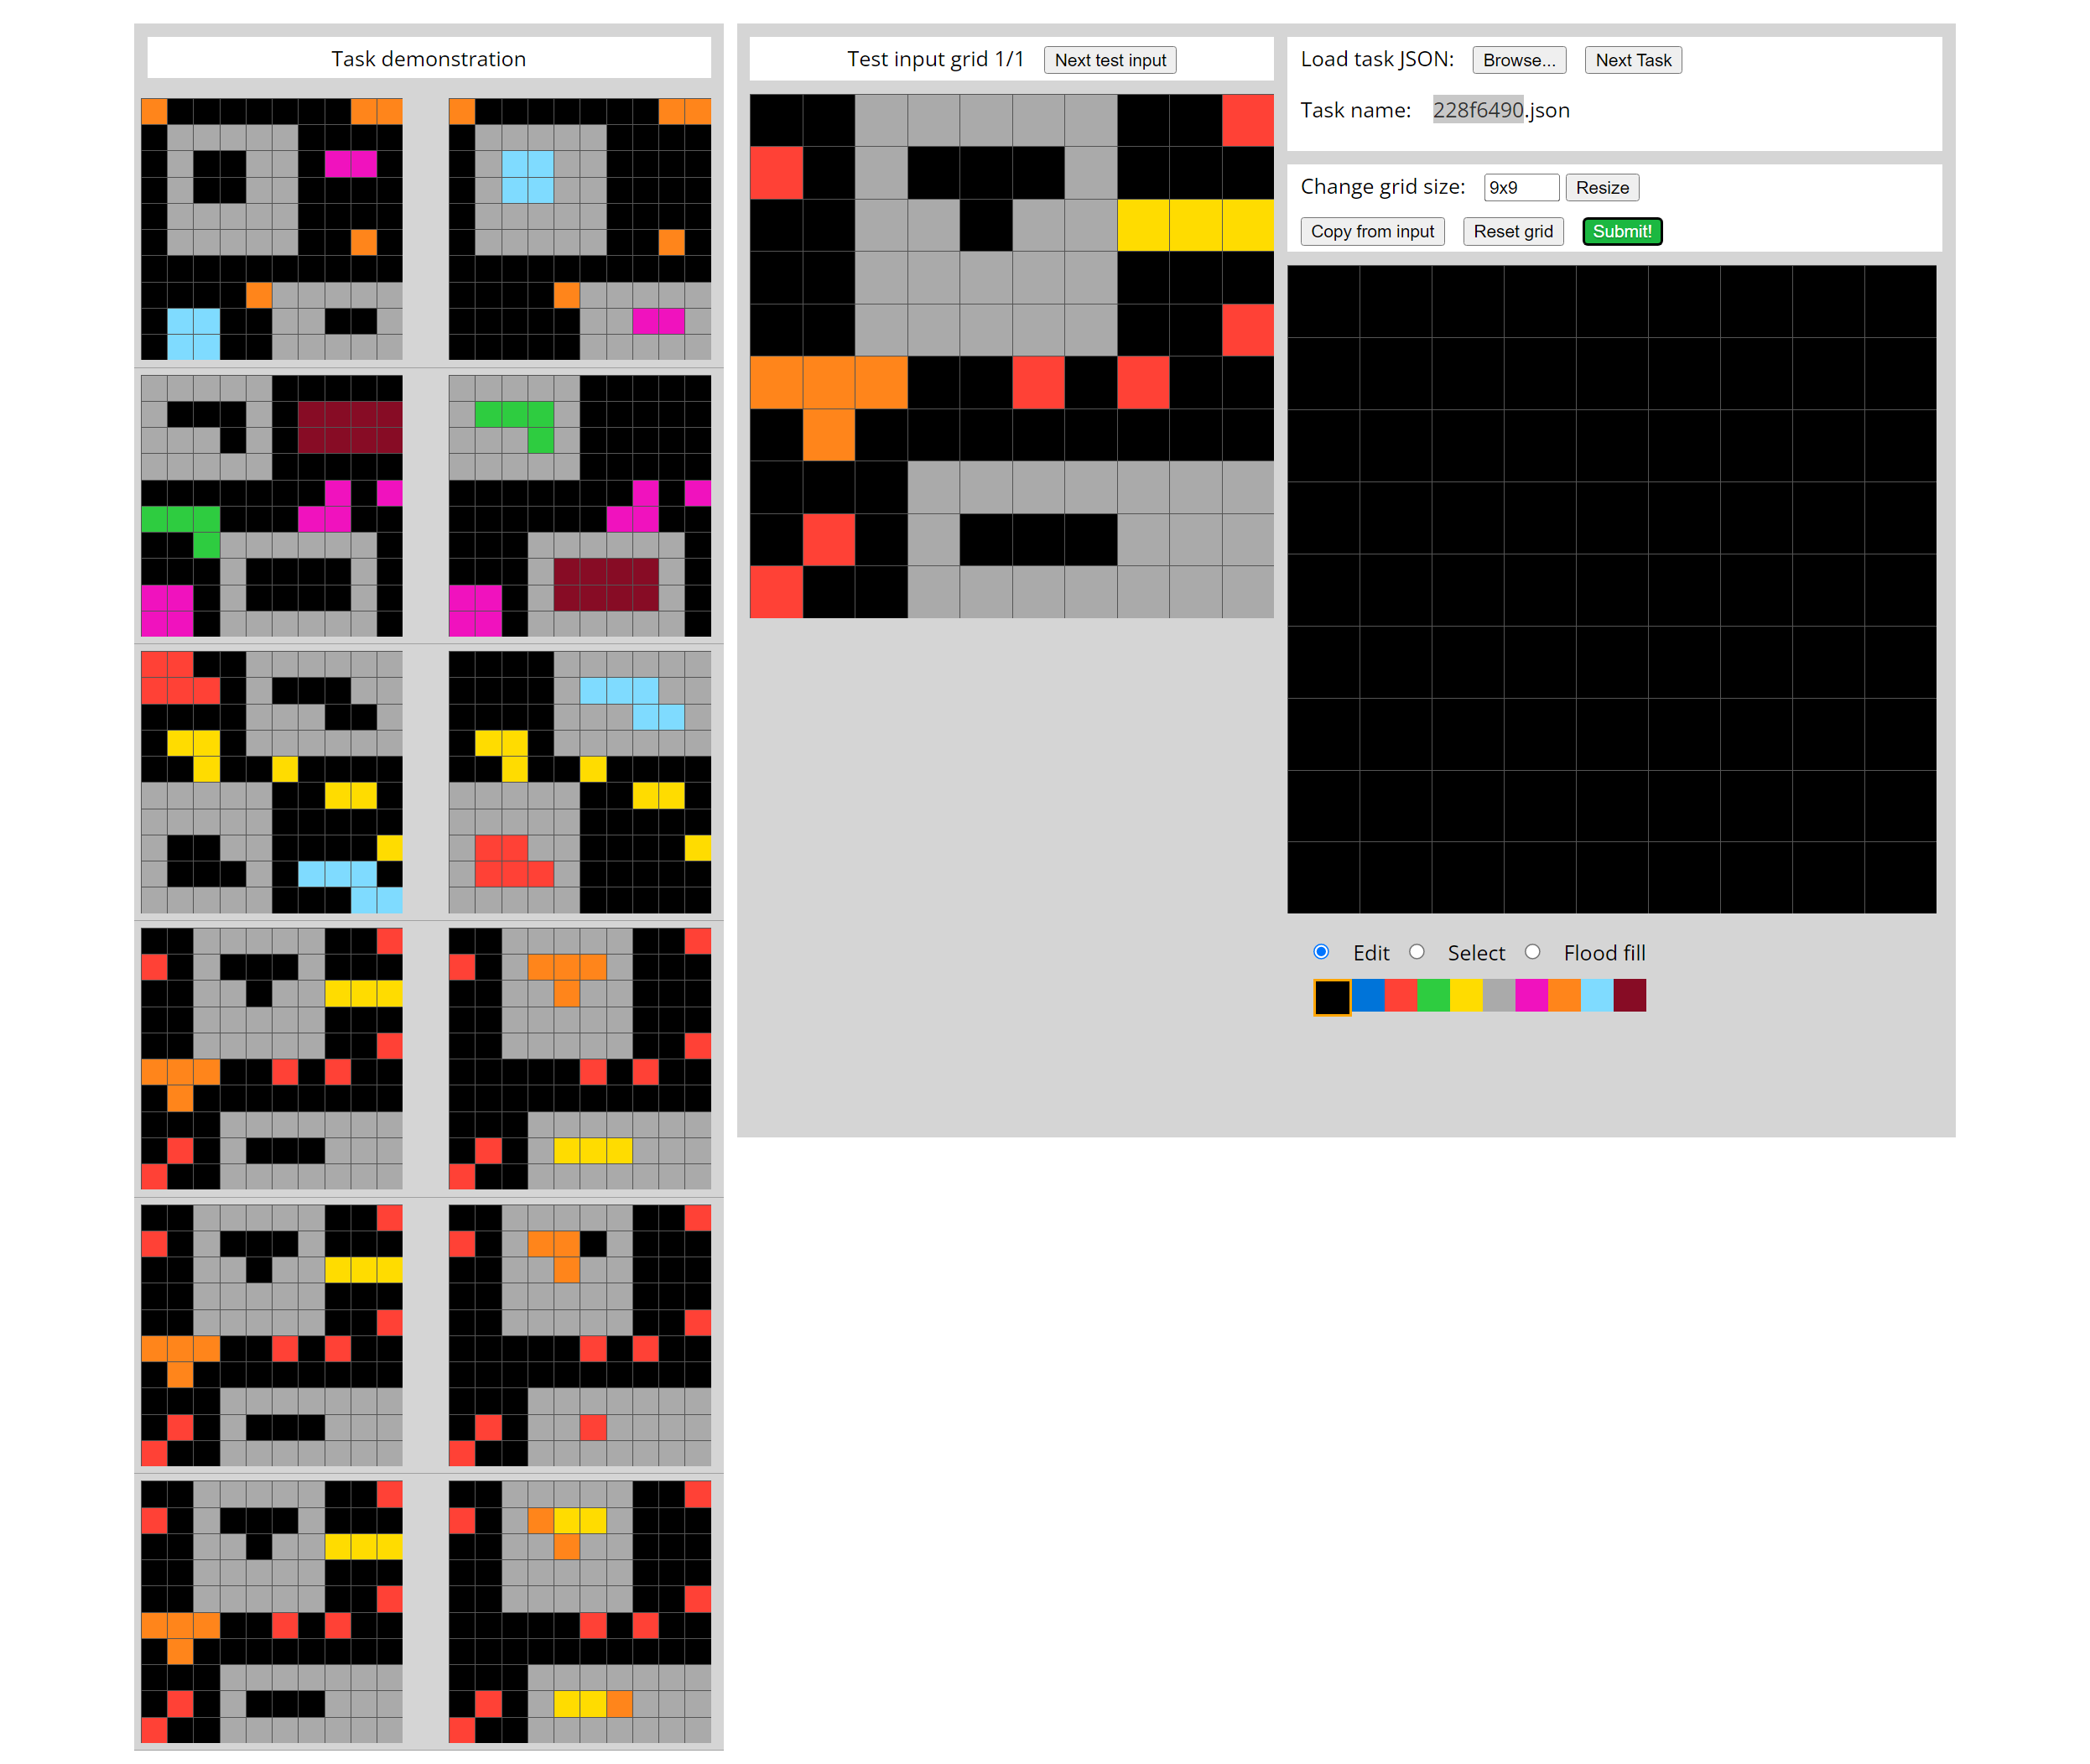 Task demonstration
Test input grid 1/1 Next test input
Load task JSON: Browse... Next Task
Task name: 228f6490.json
Change grid size: 9x9 Resize
Copy from input Reset grid Submit!
Edit Select Flood fill